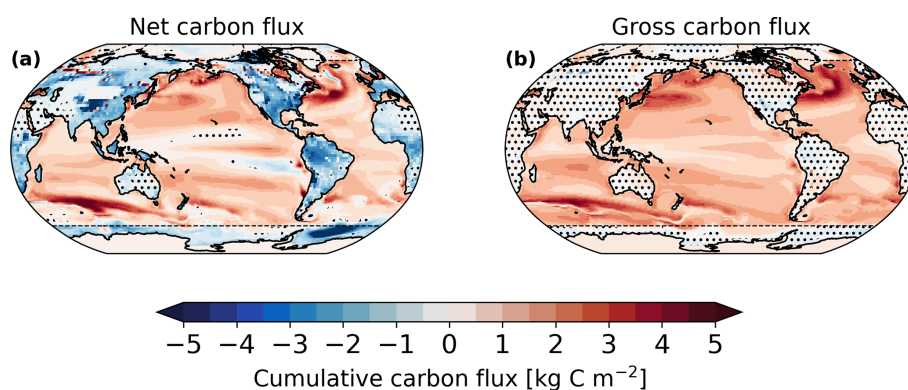 Net carbon flux
Gross carbon flux
(a)
(b)
−5 −4 −3 −2 −1 0 1 2 3 4 5
Cumulative carbon flux [kg C m⁻²]